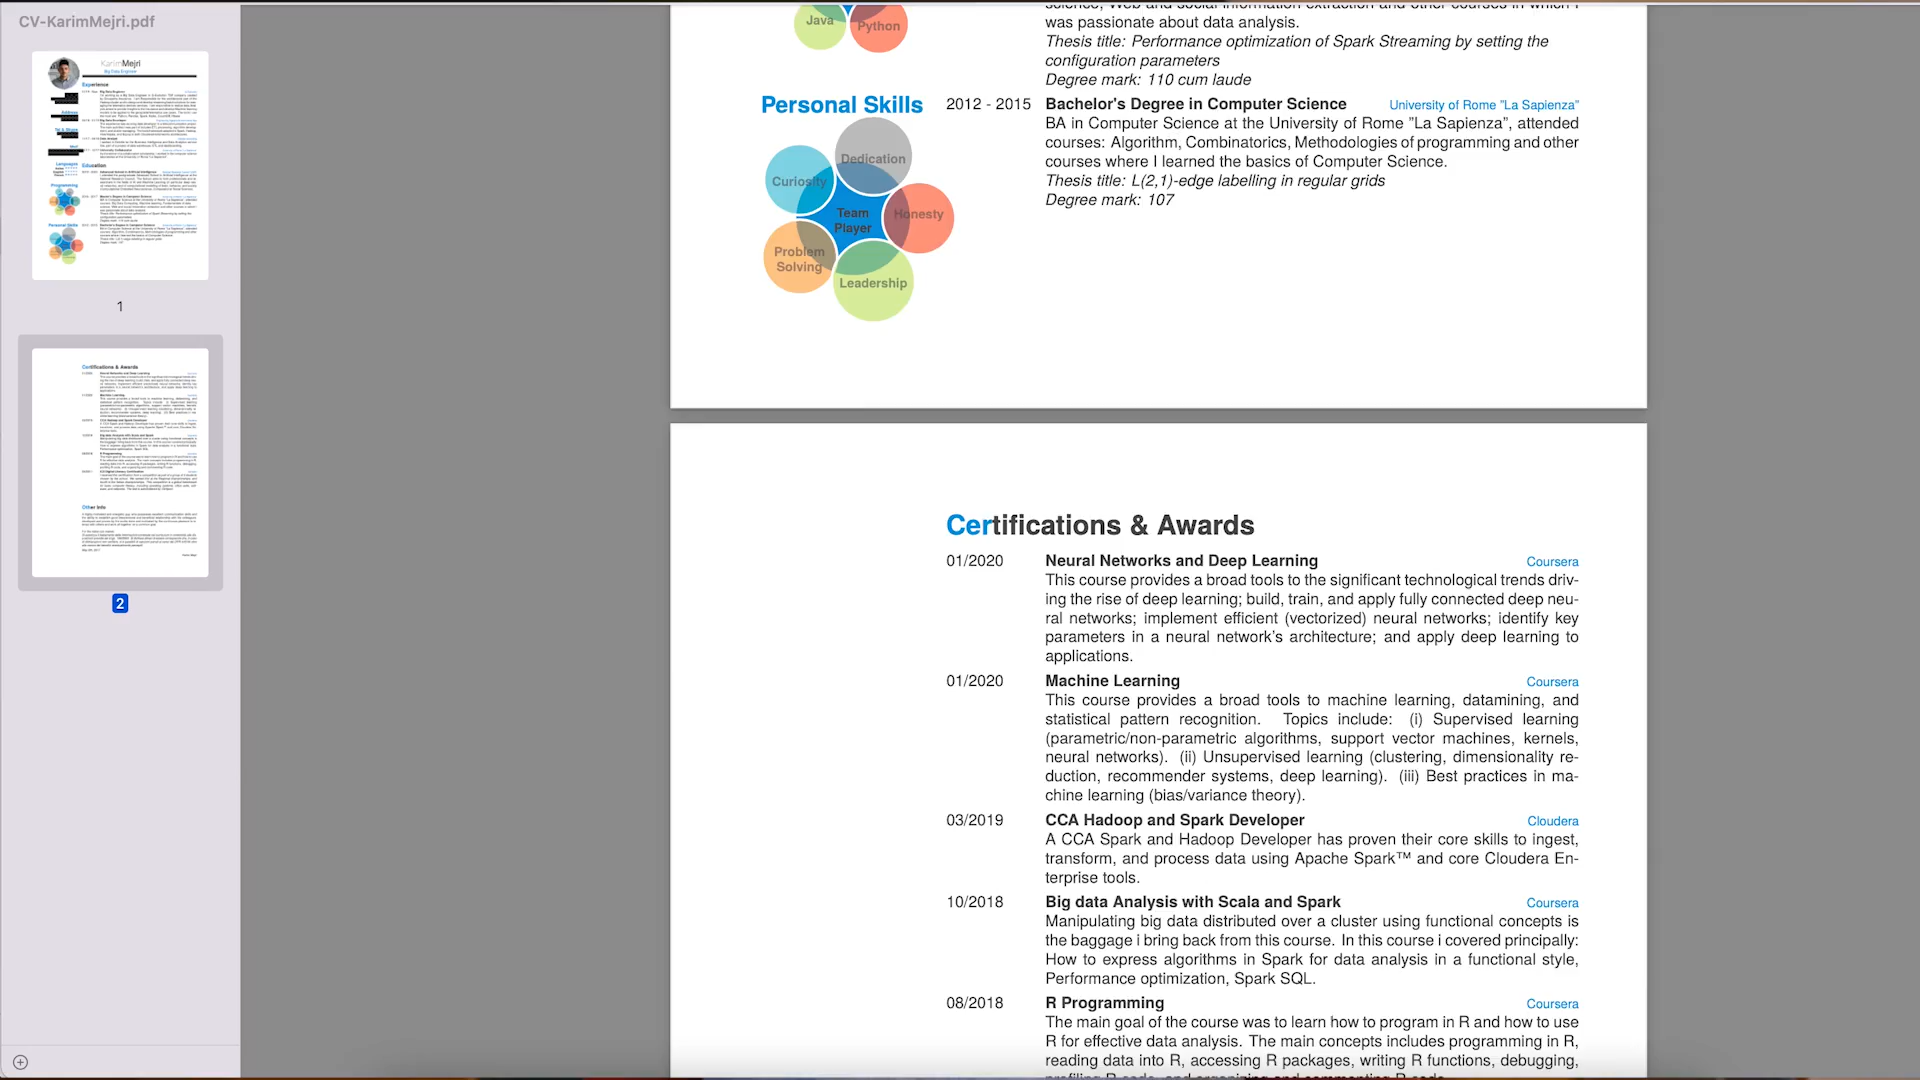 CV-KarimMejri.pdf
KarimMejri
Big Data Engineer
Experience
Education
Languages
Programming
Personal Skills
1
Certifications & Awards
Other Info
2
Java
Python
was passionate about data analysis.
Thesis title: Performance optimization of Spark Streaming by setting the
configuration parameters
Degree mark: 110 cum laude
Personal Skills
Dedication
Curiosity
Team
Player
Honesty
Problem
Solving
Leadership
2012 - 2015 Bachelor's Degree in Computer Science University of Rome "La Sapienza"
BA in Computer Science at the University of Rome "La Sapienza", attended
courses: Algorithm, Combinatorics, Methodologies of programming and other
courses where I learned the basics of Computer Science.
Thesis title: L(2,1)-edge labelling in regular grids
Degree mark: 107
Certifications & Awards
01/2020 Neural Networks and Deep Learning Coursera
This course provides a broad tools to the significant technological trends driv-
ing the rise of deep learning; build, train, and apply fully connected deep neu-
ral networks; implement efficient (vectorized) neural networks; identify key
parameters in a neural network's architecture; and apply deep learning to
applications.
01/2020 Machine Learning Coursera
This course provides a broad tools to machine learning, datamining, and
statistical pattern recognition. Topics include: (i) Supervised learning
(parametric/non-parametric algorithms, support vector machines, kernels,
neural networks). (ii) Unsupervised learning (clustering, dimensionality re-
duction, recommender systems, deep learning). (iii) Best practices in ma-
chine learning (bias/variance theory).
03/2019 CCA Hadoop and Spark Developer Cloudera
A CCA Spark and Hadoop Developer has proven their core skills to ingest,
transform, and process data using Apache Spark™ and core Cloudera En-
terprise tools.
10/2018 Big data Analysis with Scala and Spark Coursera
Manipulating big data distributed over a cluster using functional concepts is
the baggage i bring back from this course. In this course i covered principally:
How to express algorithms in Spark for data analysis in a functional style,
Performance optimization, Spark SQL.
08/2018 R Programming Coursera
The main goal of the course was to learn how to program in R and how to use
R for effective data analysis. The main concepts includes programming in R,
reading data into R, accessing R packages, writing R functions, debugging,